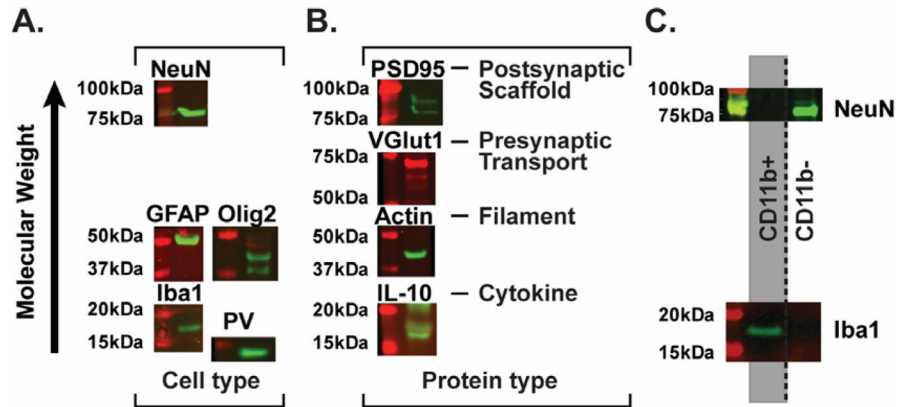 A.
B.
C.
Molecular Weight
NeuN
100kDa
75kDa
GFAP Olig2
50kDa
37kDa
Iba1
20kDa
PV
15kDa
Cell type
PSD95 – Postsynaptic
Scaffold
100kDa
75kDa
VGlut1 – Presynaptic
Transport
75kDa
50kDa
Actin – Filament
50kDa
37kDa
IL-10 – Cytokine
20kDa
15kDa
Protein type
100kDa
75kDa
NeuN
CD11b+
CD11b-
20kDa
15kDa
Iba1